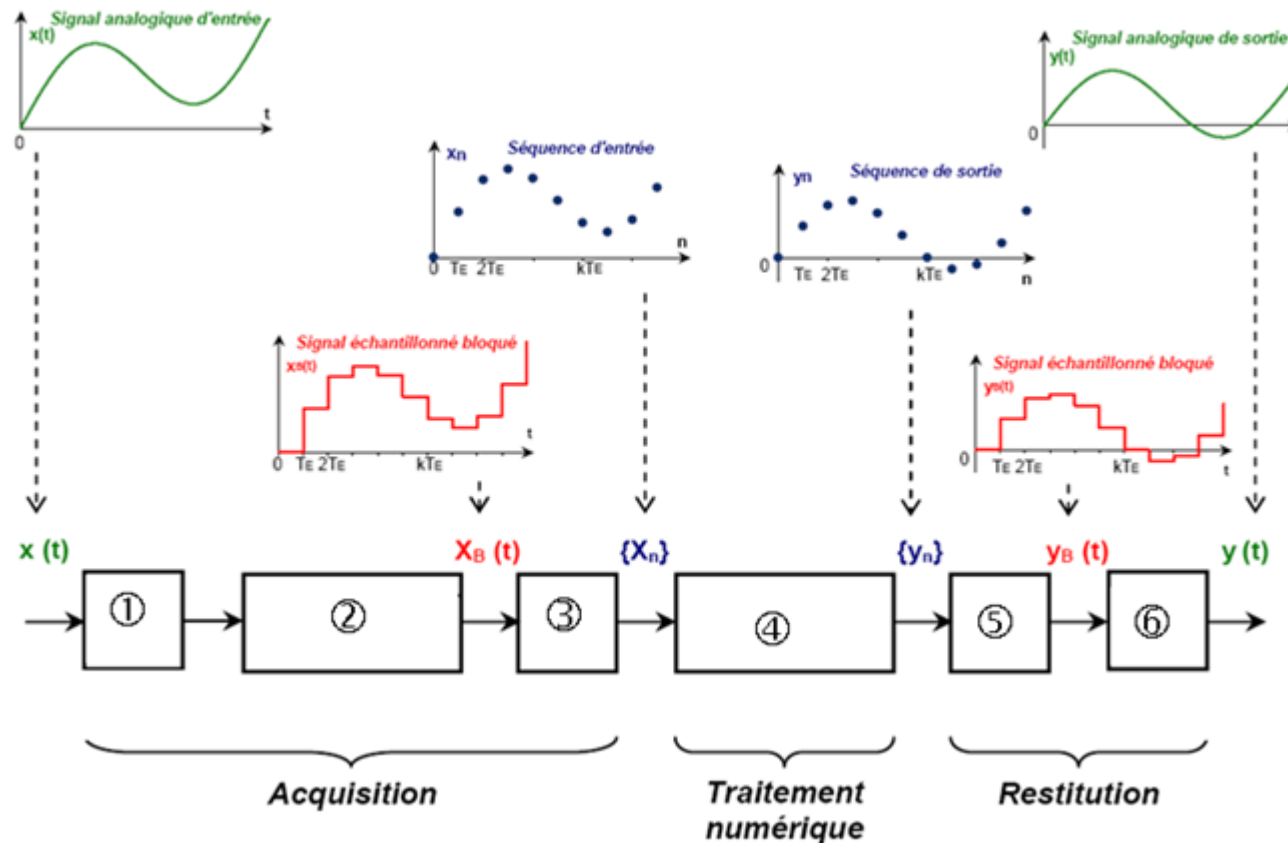 Signal analogique d'entrée
x(t)
t
0
Signal analogique de sortie
y(t)
0
Séquence d'entrée
xn
n
0 TE 2TE kTE
Séquence de sortie
yn
0
TE 2TE kTE
n
Signal échantillonné bloqué
xB(t)
t
0 TE 2TE kTE
Signal échantillonné bloqué
yB(t)
0
TE 2TE kTE
t
x (t) XB (t) {Xn} {yn} yB (t) y (t)
① ② ③ ④ ⑤ ⑥
Acquisition Traitement Restitution
numérique